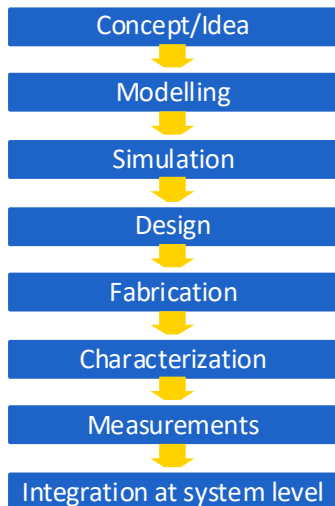 Concept/Idea
Modelling
Simulation
Design
Fabrication
Characterization
Measurements
Integration at system level